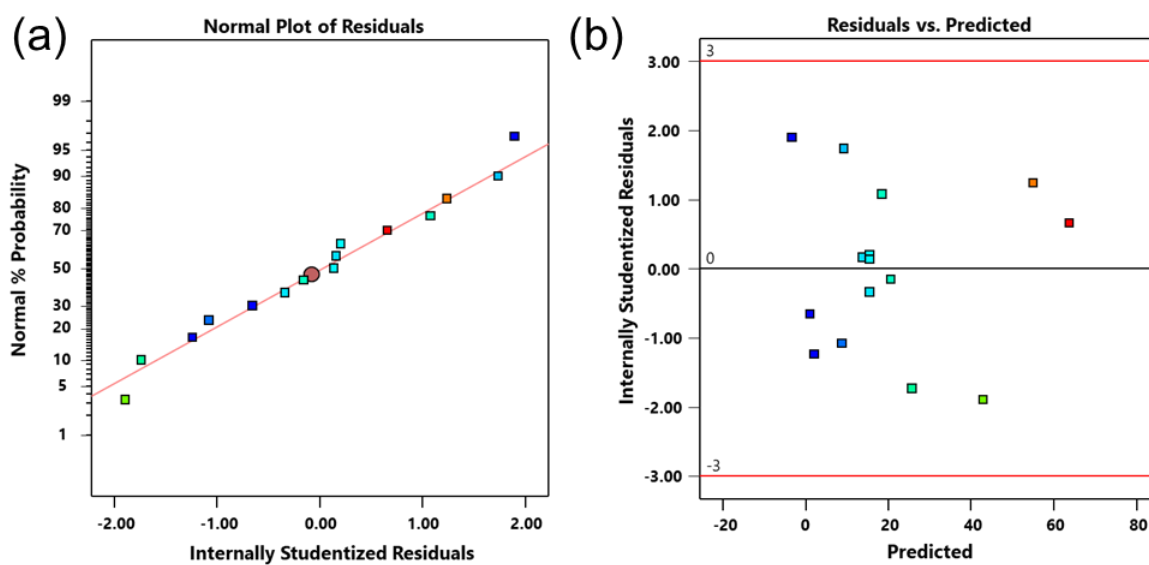 (a)
Normal Plot of Residuals
Normal % Probability
99
95
90
80
70
50
30
20
10
5
1
-2.00 -1.00 0.00 1.00 2.00
Internally Studentized Residuals
(b)
Residuals vs. Predicted
Internally Studentized Residuals
3.00
2.00
1.00
0.00
-1.00
-2.00
-3.00
3
0
-3
-20 0 20 40 60 80
Predicted